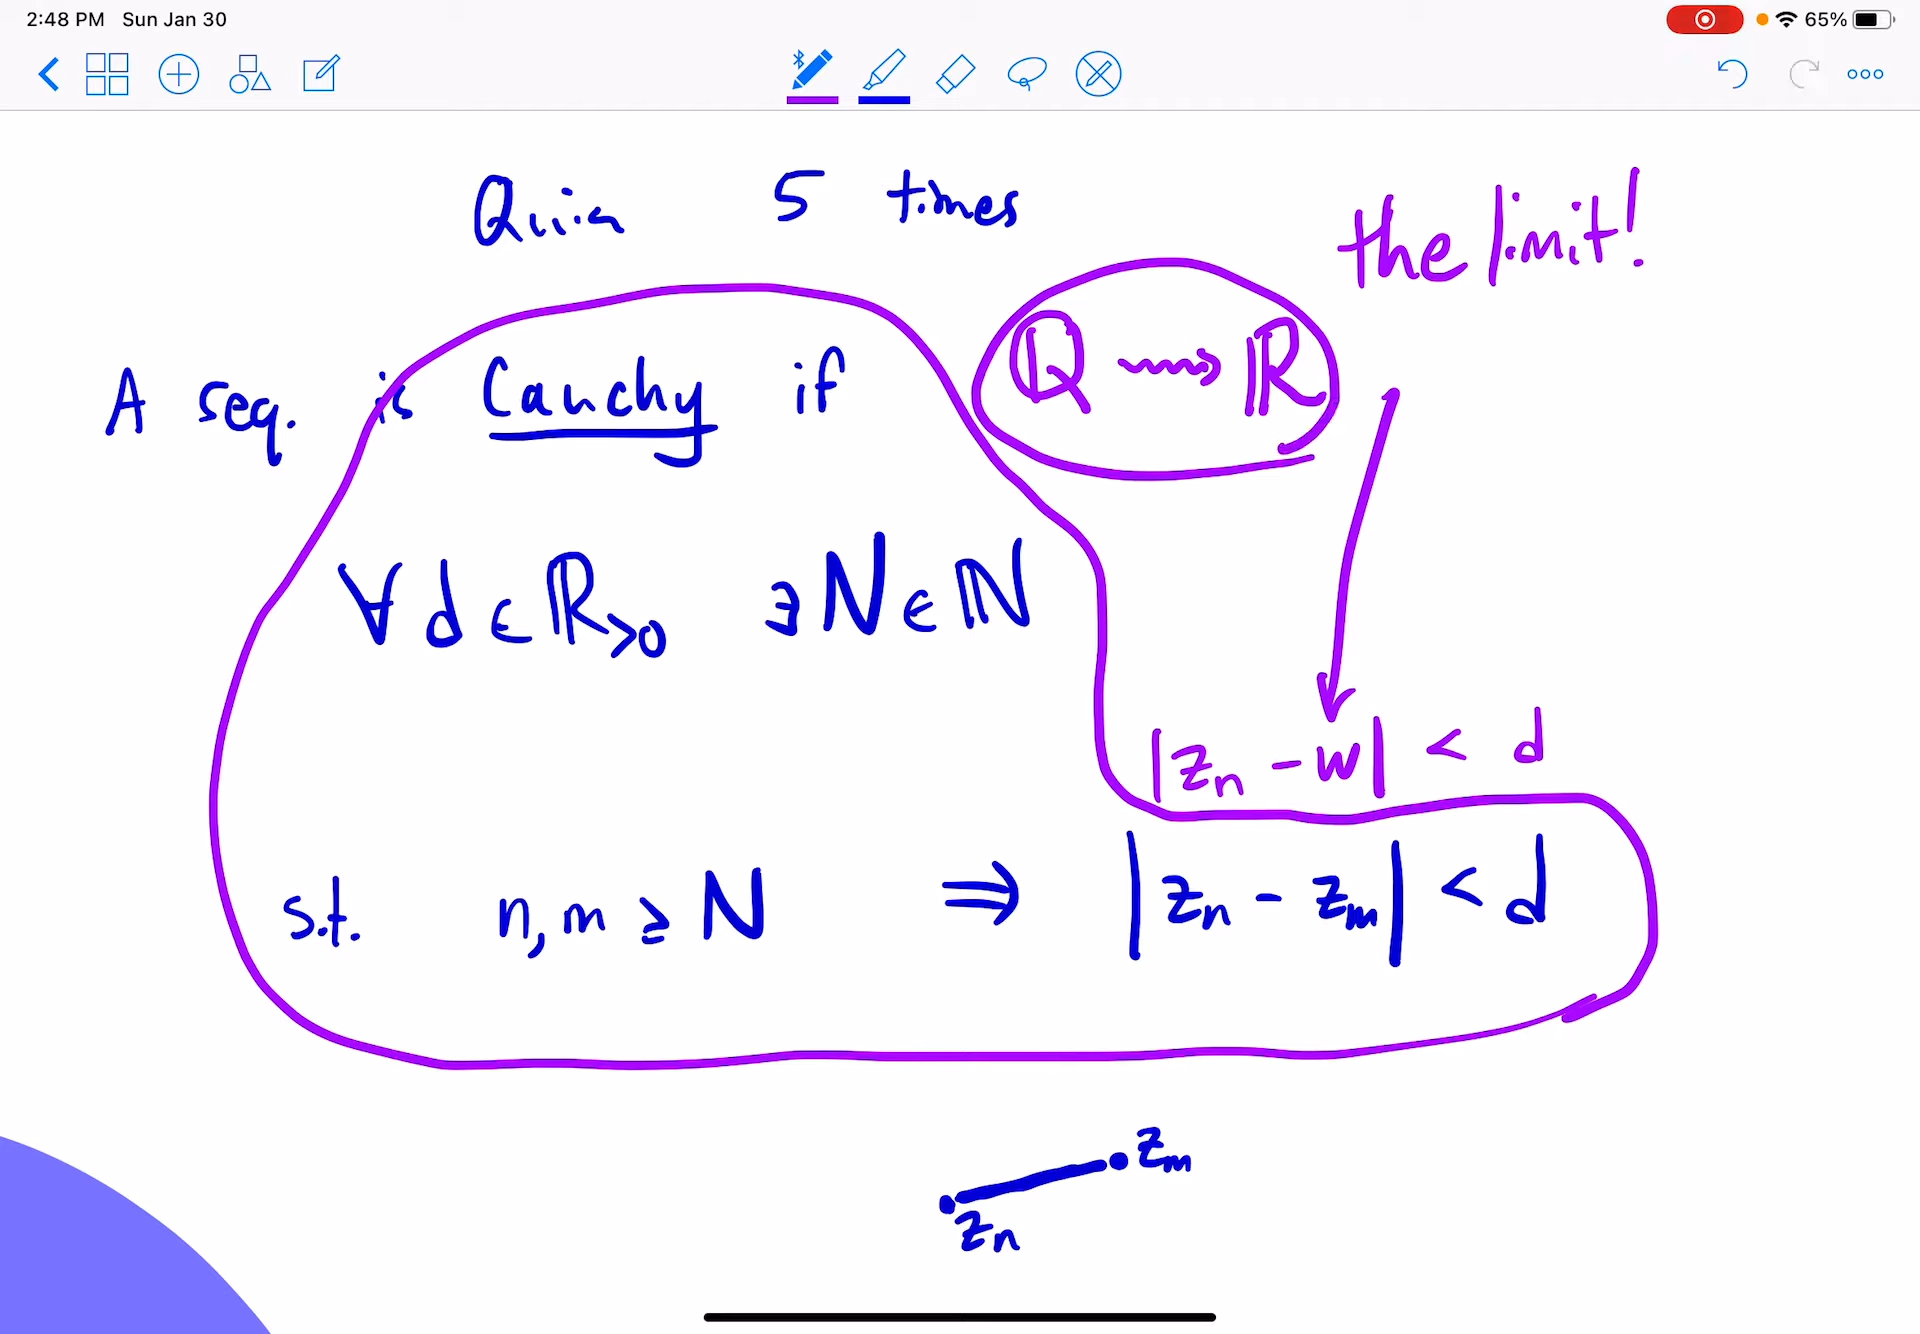 2:48 PM Sun Jan 30
65%
5 times
the limit!
ℚ ⇝ ℝ
A seq. is Cauchy if
∀ d ∈ ℝ>0 ∃ N ∈ ℕ
|zn - w| < d
s.t. n, m ≥ N ⇒ |zn - zm| < d
zm
zn